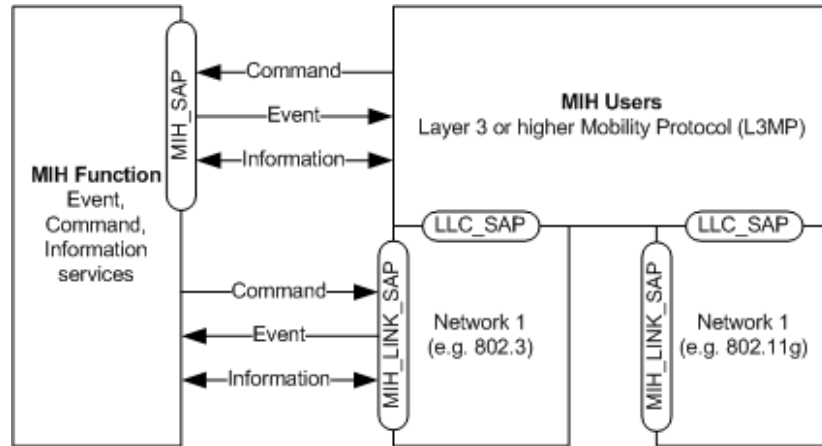 MIH Function
Event,
Command,
Information
services
MIH_SAP
Command
Event
Information
MIH Users
Layer 3 or higher Mobility Protocol (L3MP)
LLC_SAP
LLC_SAP
Command
Event
Information
MIH_LINK_SAP
Network 1
(e.g. 802.3)
MIH_LINK_SAP
Network 1
(e.g. 802.11g)